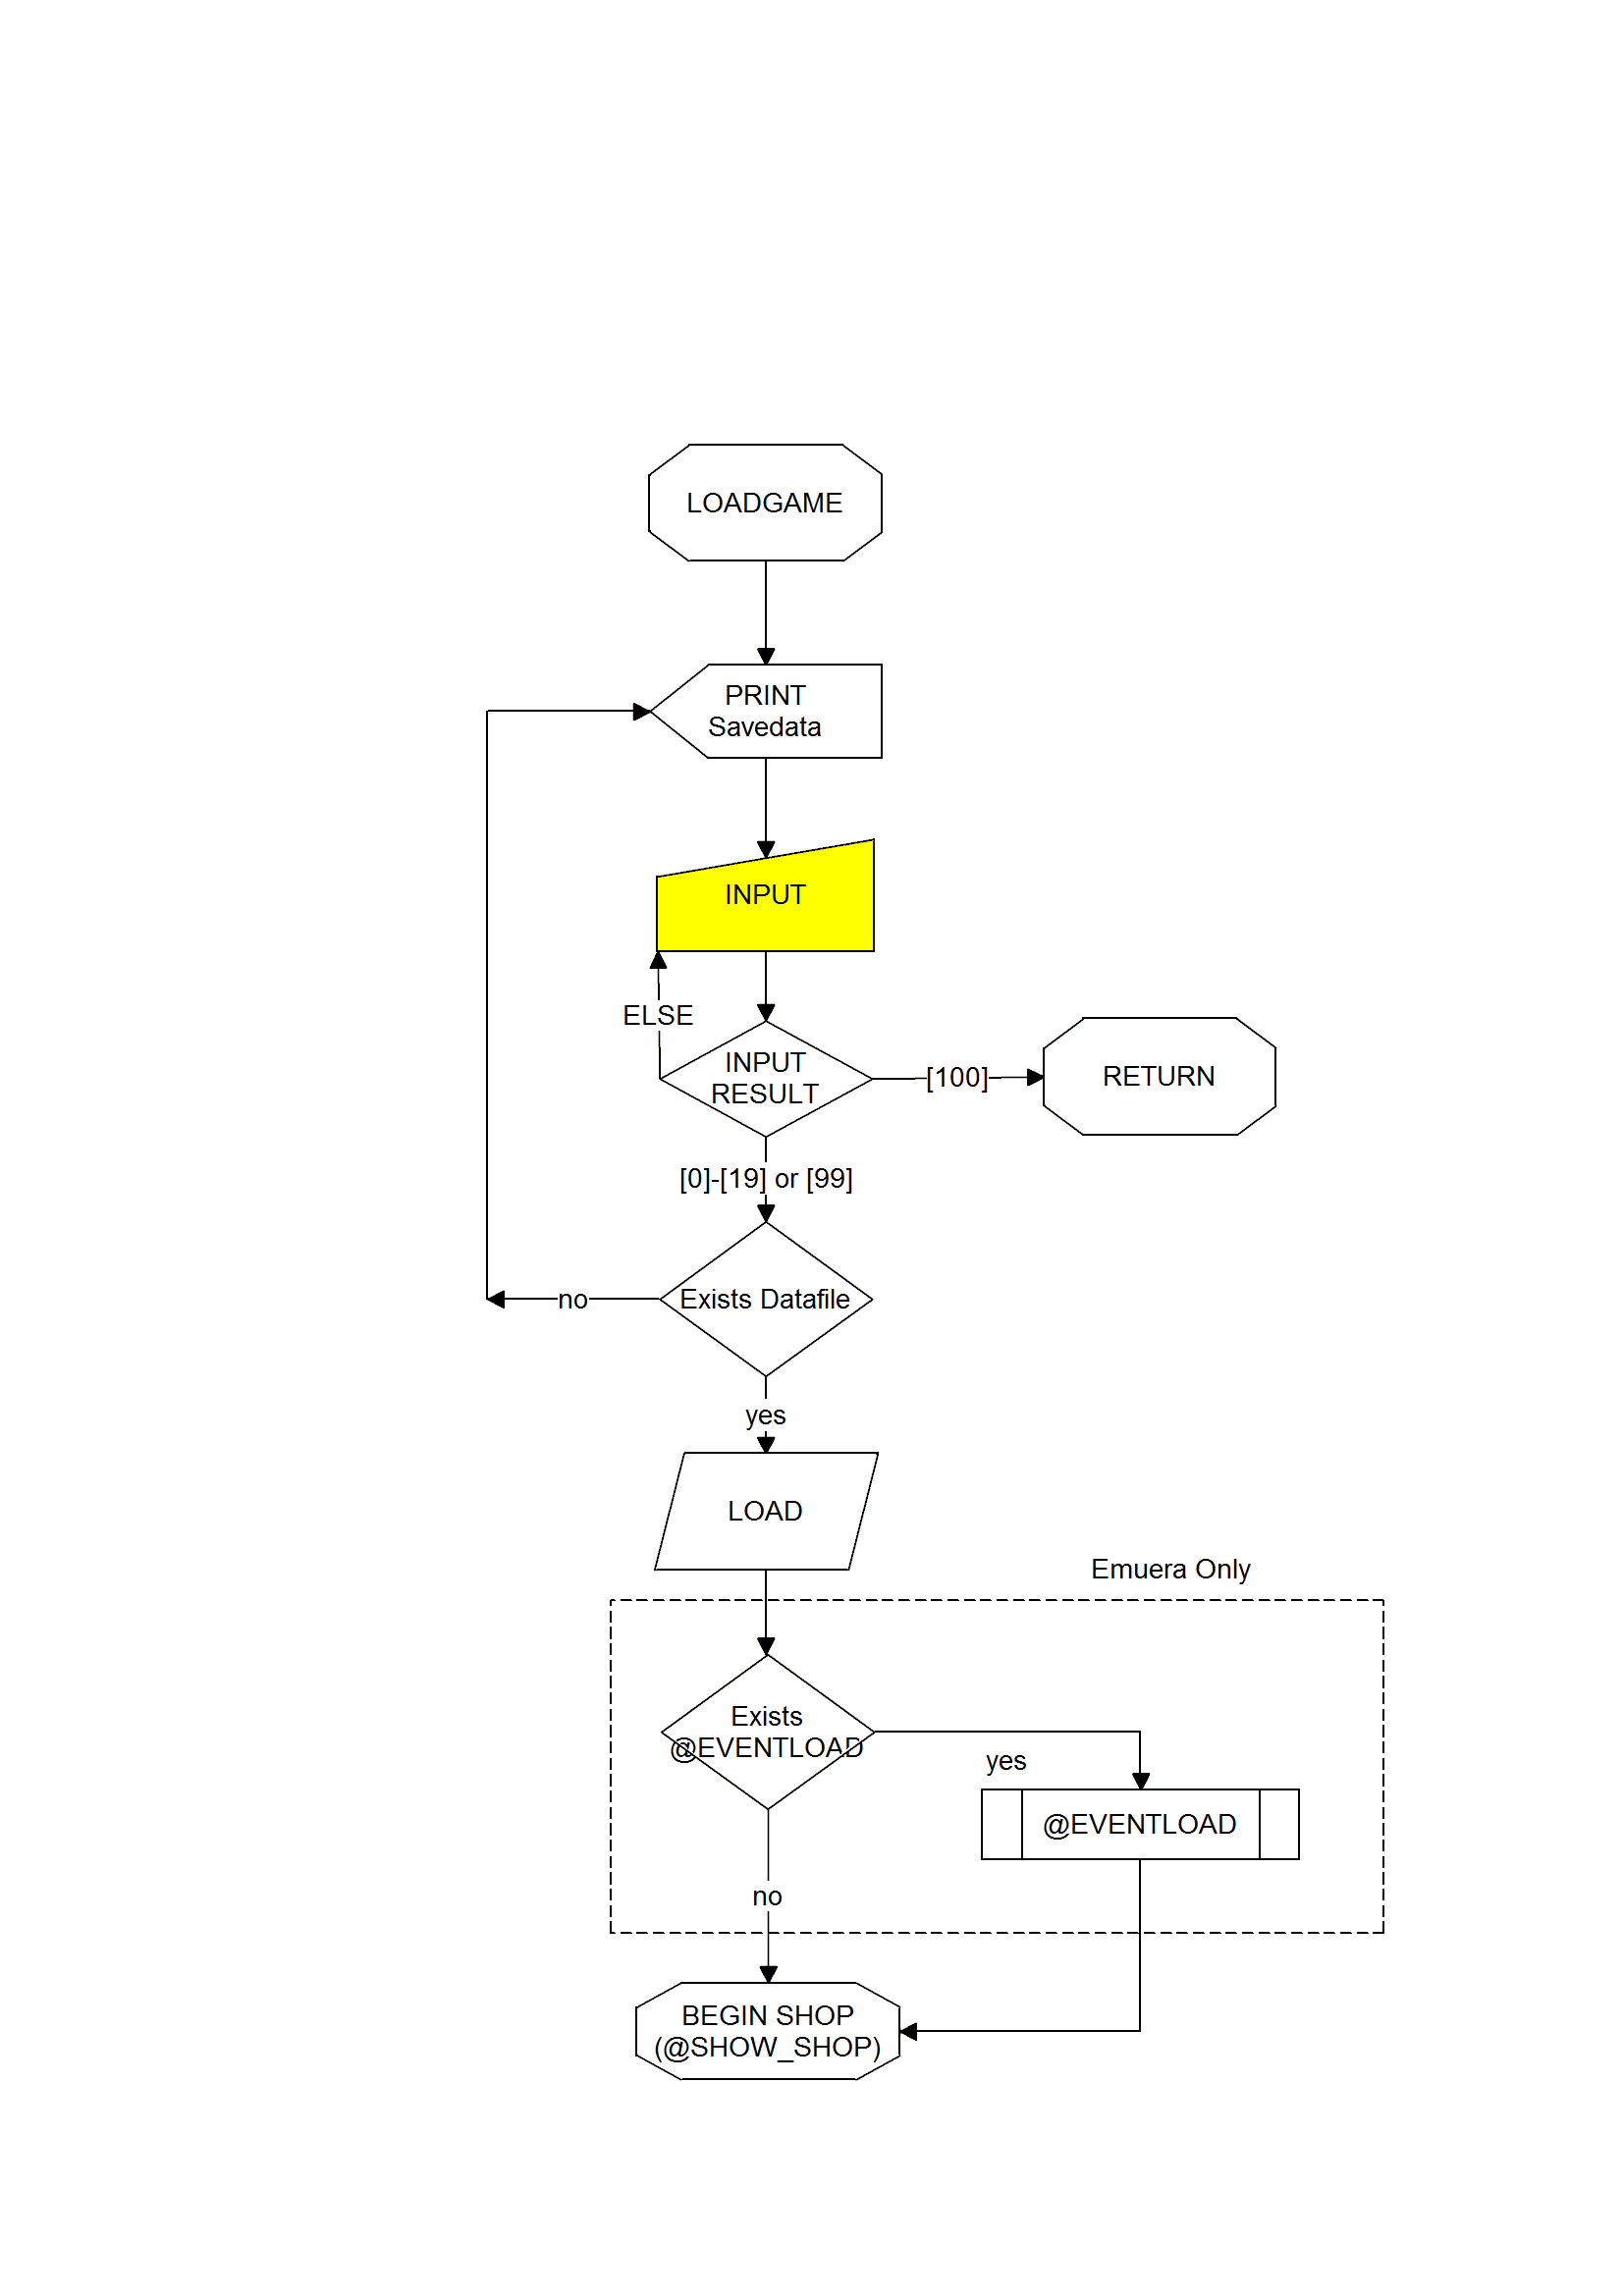 LOADGAME
PRINT
Savedata
INPUT
ELSE
INPUT
RESULT
[100]
RETURN
[0]-[19] or [99]
Exists Datafile
no
yes
LOAD
Emuera Only
Exists
@EVENTLOAD
yes
@EVENTLOAD
no
BEGIN SHOP
(@SHOW_SHOP)